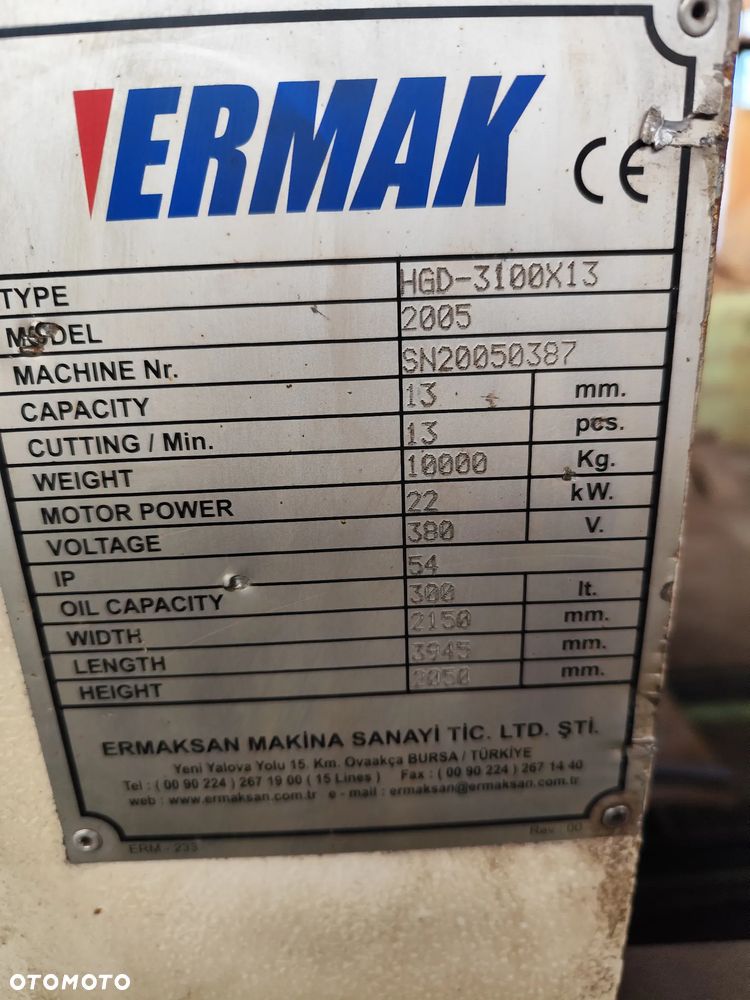 ERMAK
CE
TYPE HGD-3100X13
MODEL 2005
MACHINE Nr. SN20050387
CAPACITY 13 mm.
CUTTING / Min. 13 pcs.
WEIGHT 10000 Kg.
MOTOR POWER 22 kW.
VOLTAGE 380 V.
IP 54
OIL CAPACITY 300 lt.
WIDTH 2150 mm.
LENGTH 3945 mm.
HEIGHT 2050 mm.
ERMAKSAN MAKİNA SANAYİ TİC. LTD. ŞTİ.
Yeni Yalova Yolu 15. Km. Ovaakça BURSA / TÜRKİYE
Tel : ( 00 90 224 ) 267 19 00 ( 15 Lines ) Fax : ( 00 90 224 ) 267 14 40
web : www.ermaksan.com.tr e - mail : ermaksan@ermaksan.com.tr
ERM - 233 Rev : 00
OTOMOTO